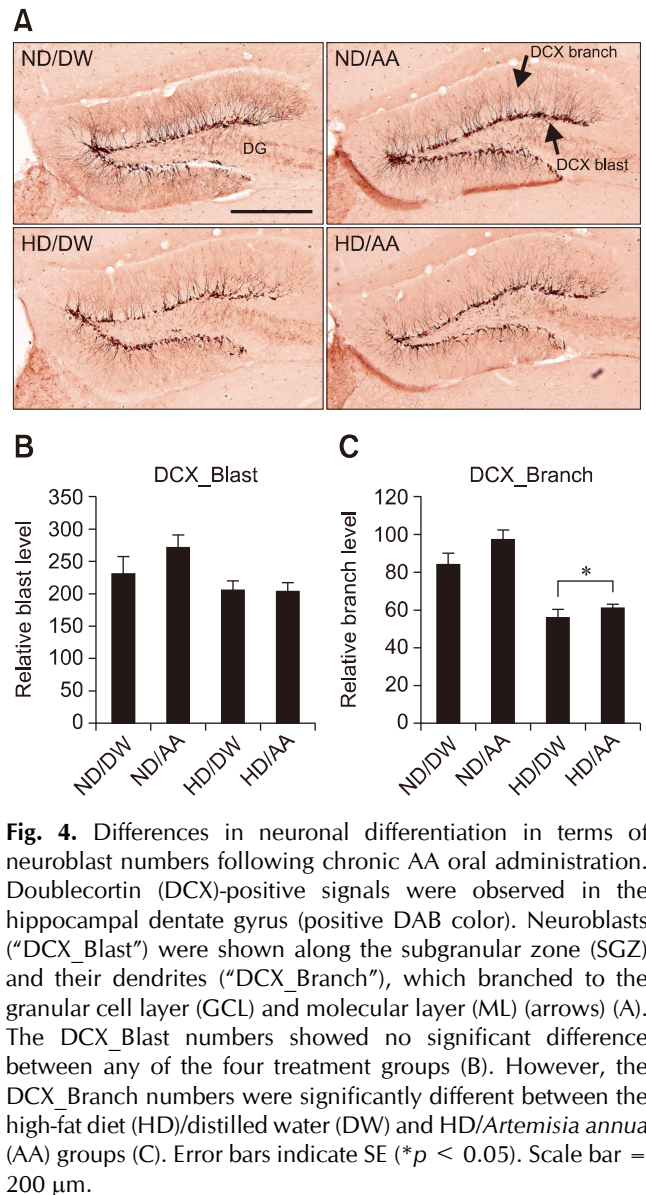 A
ND/DW
ND/AA
DCX branch
DG
DCX blast
HD/DW
HD/AA
B
DCX_Blast
Relative blast level
350
300
250
200
150
100
50
0
ND/DW
ND/AA
HD/DW
HD/AA
C
DCX_Branch
Relative branch level
120
100
80
60
40
20
0
*
ND/DW
ND/AA
HD/DW
HD/AA
Fig. 4. Differences in neuronal differentiation in terms of
neuroblast numbers following chronic AA oral administration.
Doublecortin (DCX)-positive signals were observed in the
hippocampal dentate gyrus (positive DAB color). Neuroblasts
("DCX_Blast") were shown along the subgranular zone (SGZ)
and their dendrites ("DCX_Branch"), which branched to the
granular cell layer (GCL) and molecular layer (ML) (arrows) (A).
The DCX_Blast numbers showed no significant difference
between any of the four treatment groups (B). However, the
DCX_Branch numbers were significantly different between the
high-fat diet (HD)/distilled water (DW) and HD/Artemisia annua
(AA) groups (C). Error bars indicate SE (*p < 0.05). Scale bar =
200 μm.